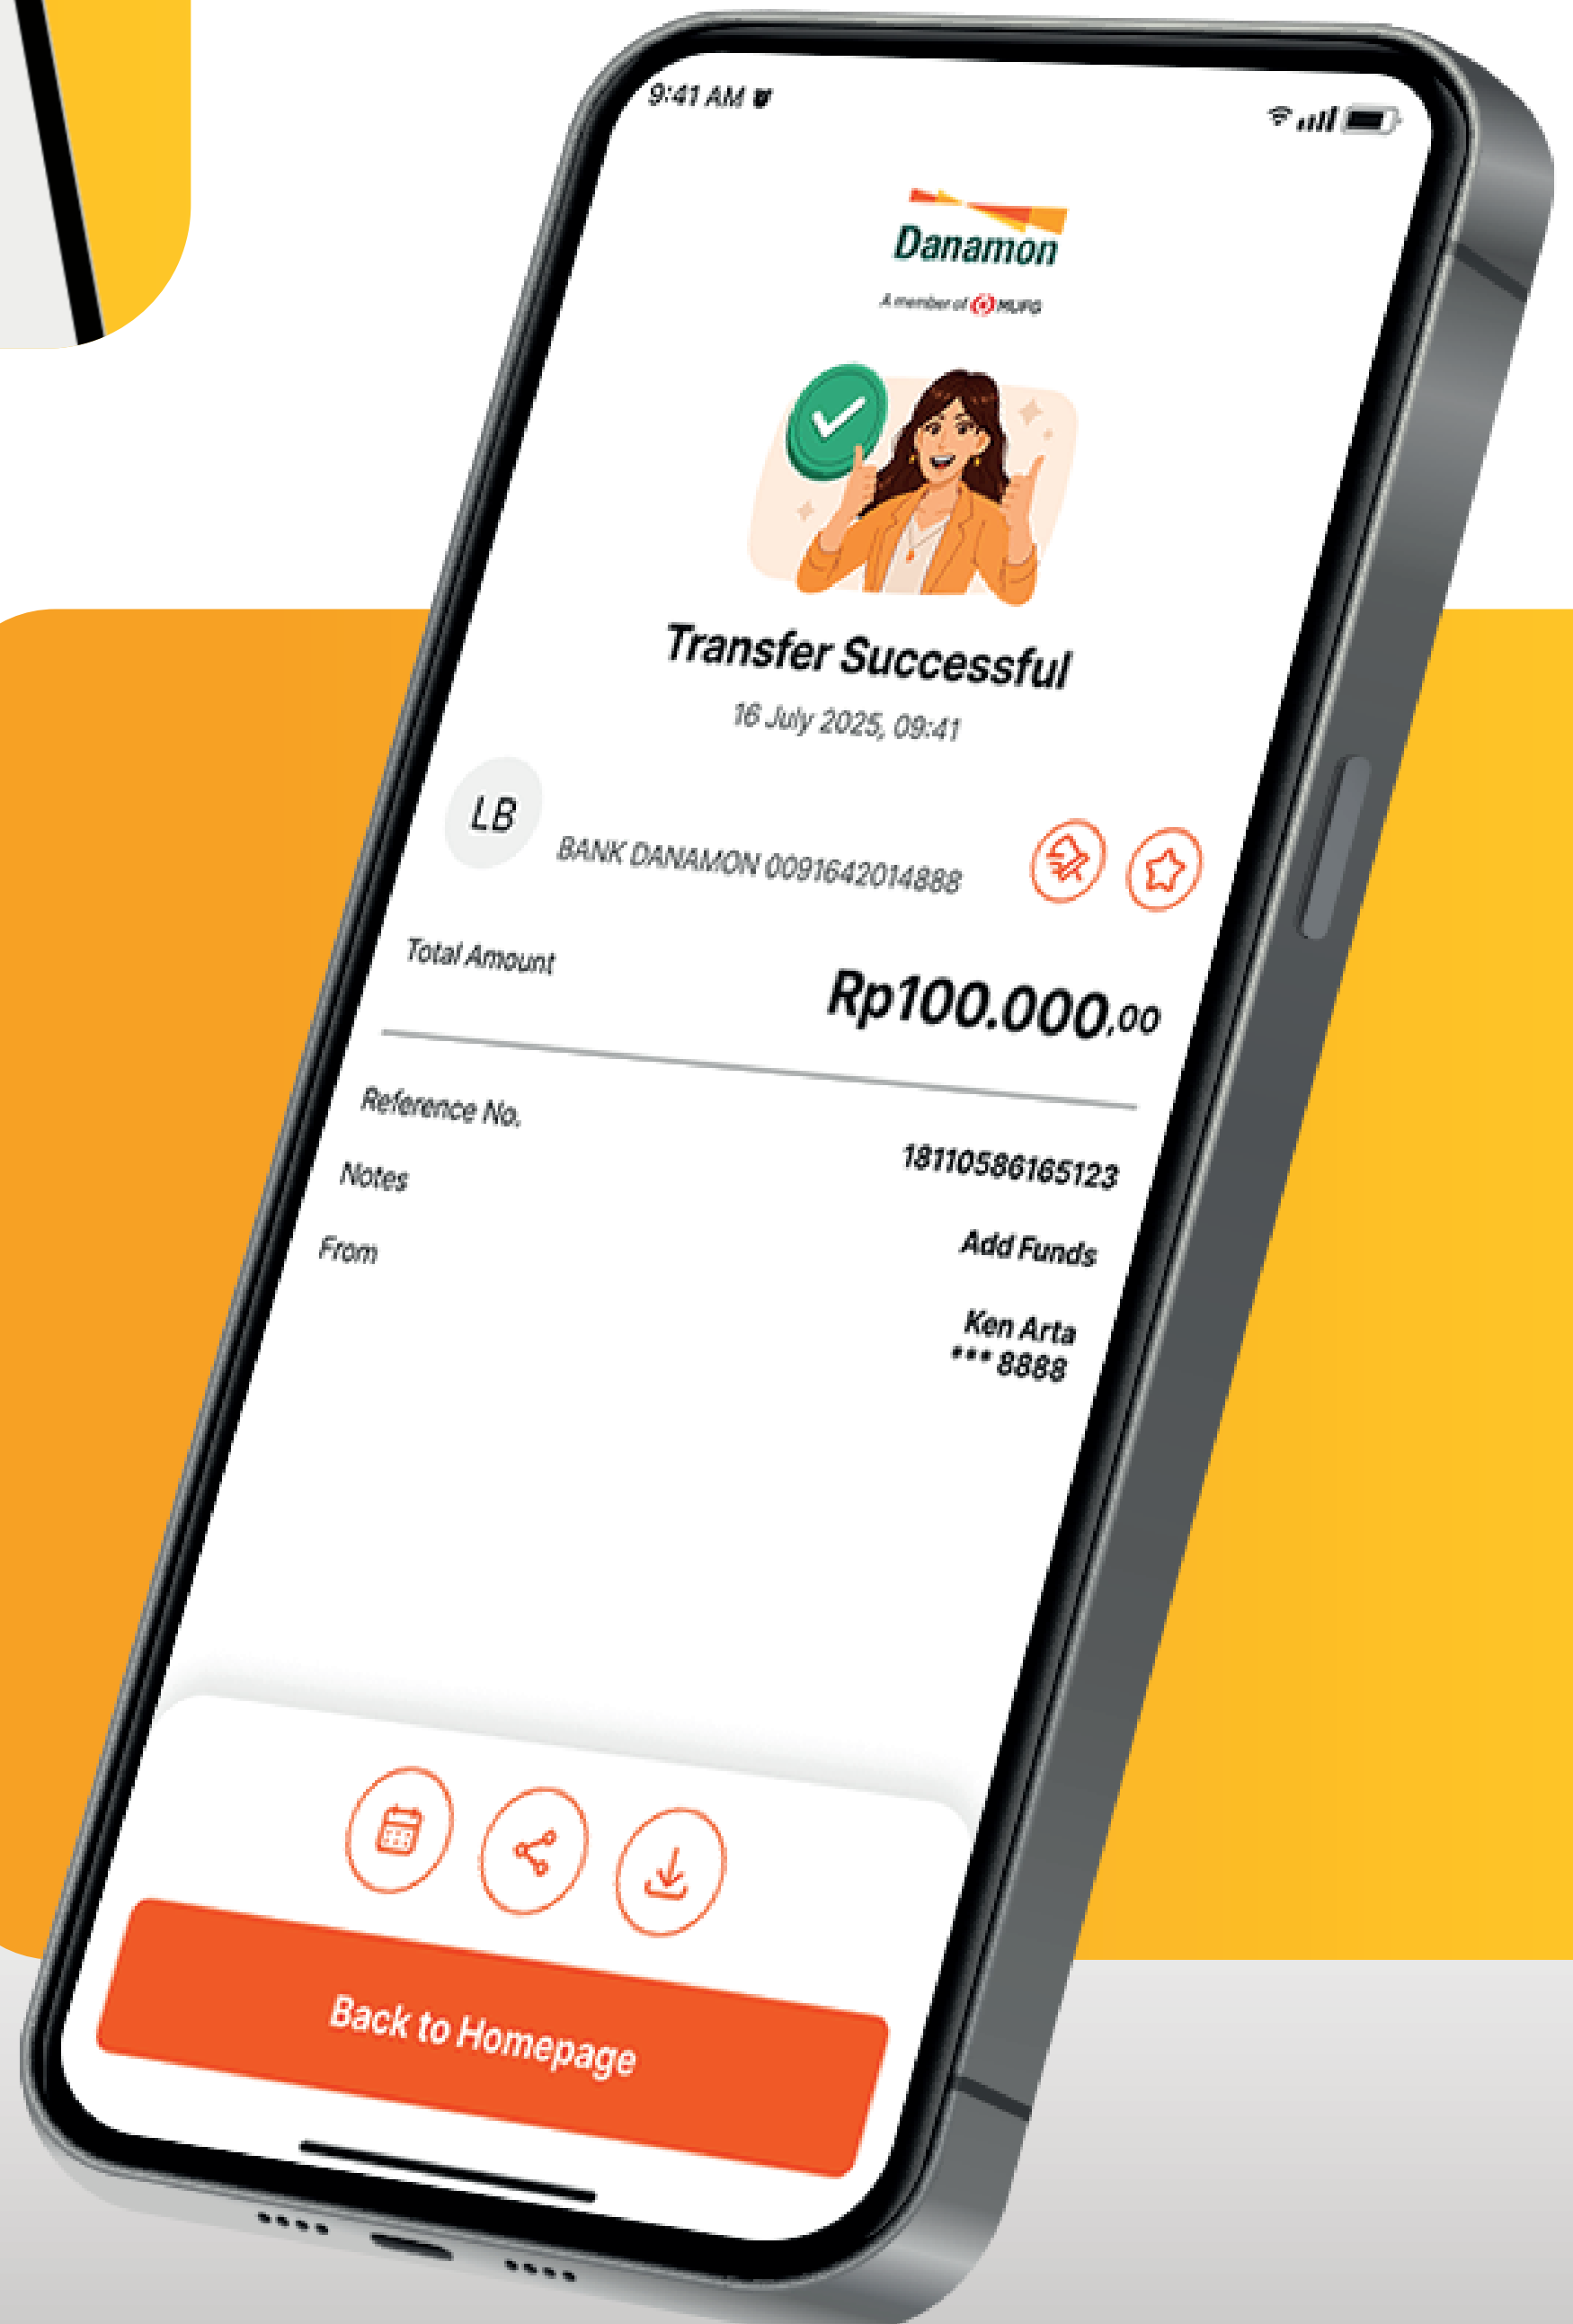 9:41 AM
Danamon
A member of MUFG
Transfer Successful
16 July 2025, 09:41
LB
BANK DANAMON 0091642014888
Total Amount
Rp100.000,00
Reference No.
18110586165123
Notes
Add Funds
From
Ken Arta
*** 8888
Back to Homepage